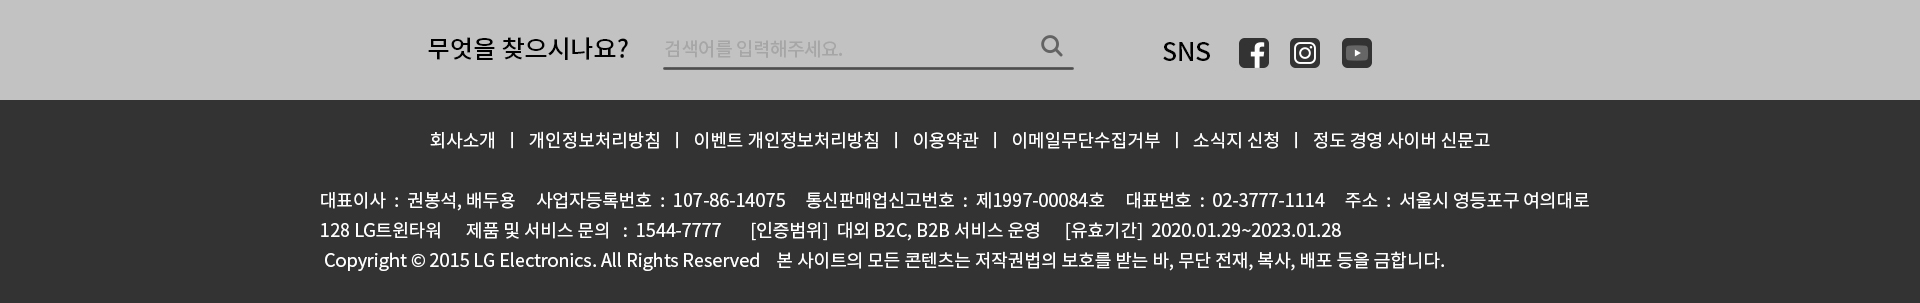 무엇을 찾으시나요? 검색어를 입력해주세요. SNS
회사소개 | 개인정보처리방침 | 이벤트 개인정보처리방침 | 이용약관 | 이메일무단수집거부 | 소식지 신청 | 정도 경영 사이버 신문고
대표이사 : 권봉석, 배두용 사업자등록번호 : 107-86-14075 통신판매업신고번호 : 제1997-00084호 대표번호 : 02-3777-1114 주소 : 서울시 영등포구 여의대로
128 LG트윈타워 제품 및 서비스 문의 : 1544-7777 [인증범위] 대외 B2C, B2B 서비스 운영 [유효기간] 2020.01.29~2023.01.28
Copyright © 2015 LG Electronics. All Rights Reserved 본 사이트의 모든 콘텐츠는 저작권법의 보호를 받는 바, 무단 전재, 복사, 배포 등을 금합니다.